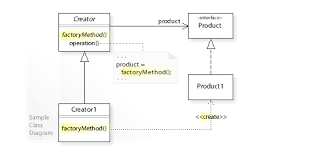 Creator
product
«interface»
Product
factoryMethod()
operation()
product =
factoryMethod();
Product1
Creator1
factoryMethod()
<<create>>
Sample
Class
Diagram